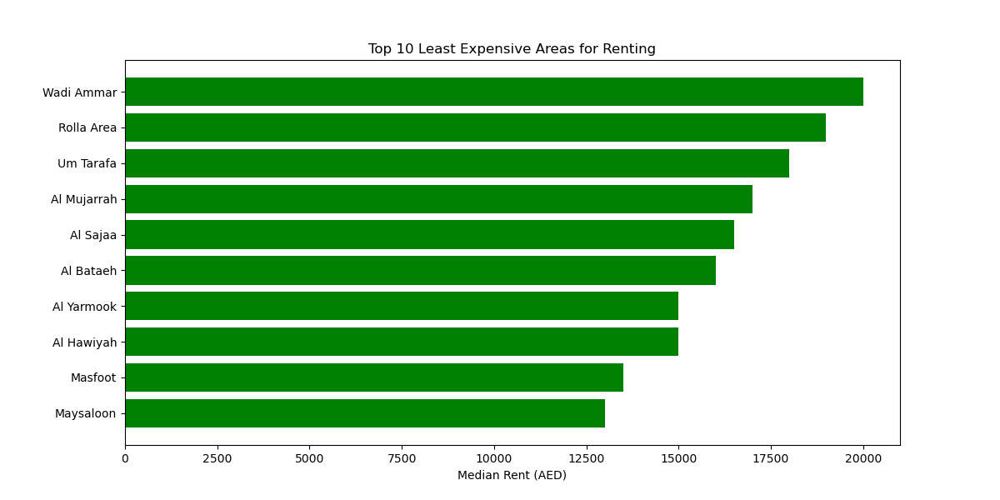 Top 10 Least Expensive Areas for Renting
Wadi Ammar
Rolla Area
Um Tarafa
Al Mujarrah
Al Sajaa
Al Bataeh
Al Yarmook
Al Hawiyah
Masfoot
Maysaloon
0 2500 5000 7500 10000 12500 15000 17500 20000
Median Rent (AED)